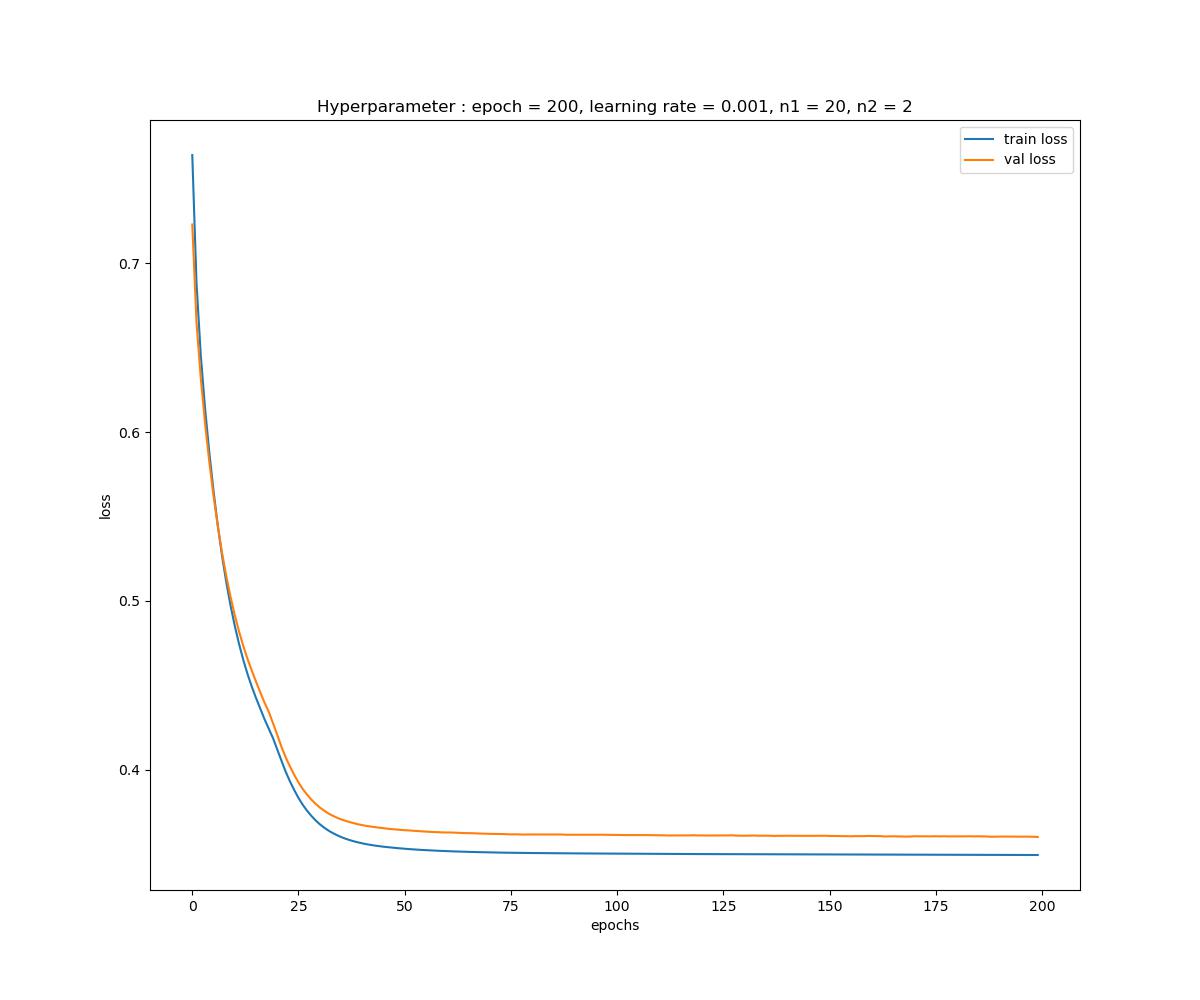 Hyperparameter : epoch = 200, learning rate = 0.001, n1 = 20, n2 = 2
train loss
val loss
0.7
0.6
0.5
0.4
loss
0 25 50 75 100 125 150 175 200
epochs